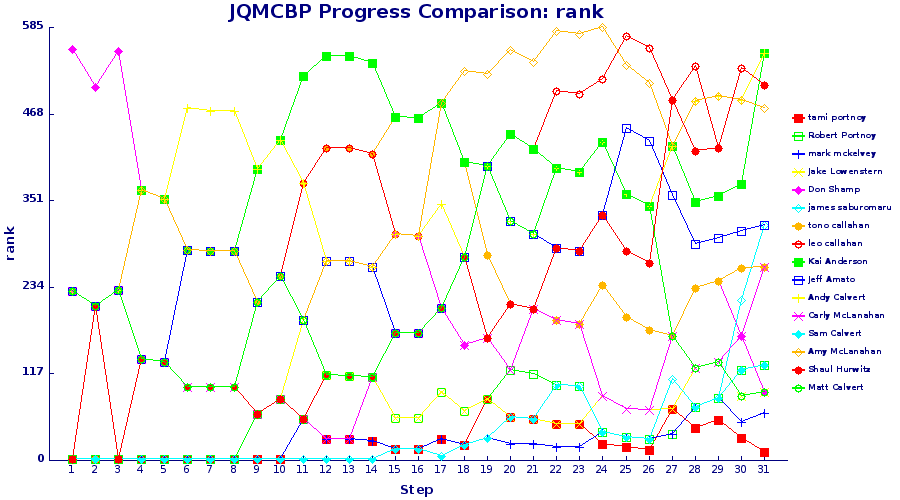 JQMCBP Progress Comparison: rank
585
468
351
234
117
0
rank
1 2 3 4 5 6 7 8 9 10 11 12 13 14 15 16 17 18 19 20 21 22 23 24 25 26 27 28 29 30 31
Step
tami portnoy
Robert Portnoy
mark mckelvey
Jake Lowenstern
Don Shamp
james saburomaru
tono callahan
leo callahan
Kai Anderson
Jeff Amato
Andy Calvert
Carly McLanahan
Sam Calvert
Amy McLanahan
Shaul Hurwitz
Matt Calvert